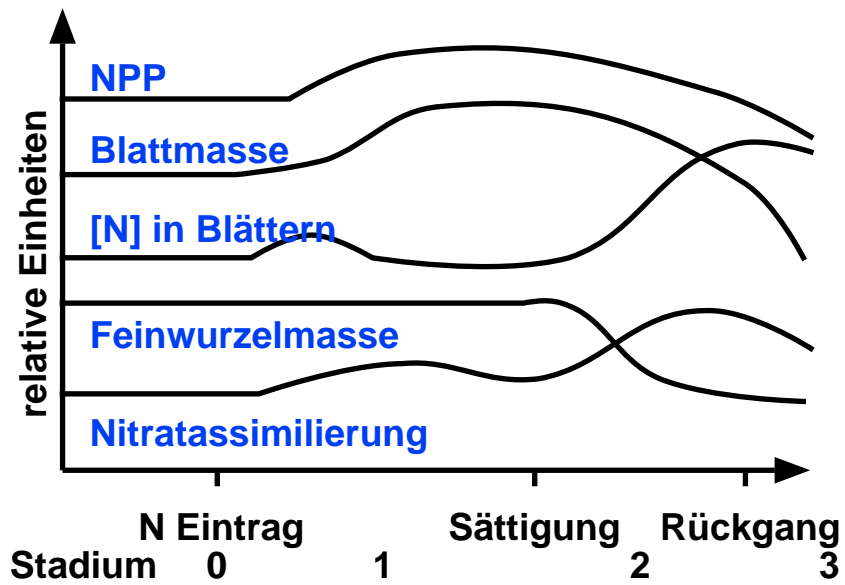 NPP
Blattmasse
[N] in Blättern
Feinwurzelmasse
Nitratassimilierung
relative Einheiten
N Eintrag Sättigung Rückgang
Stadium 0 1 2 3